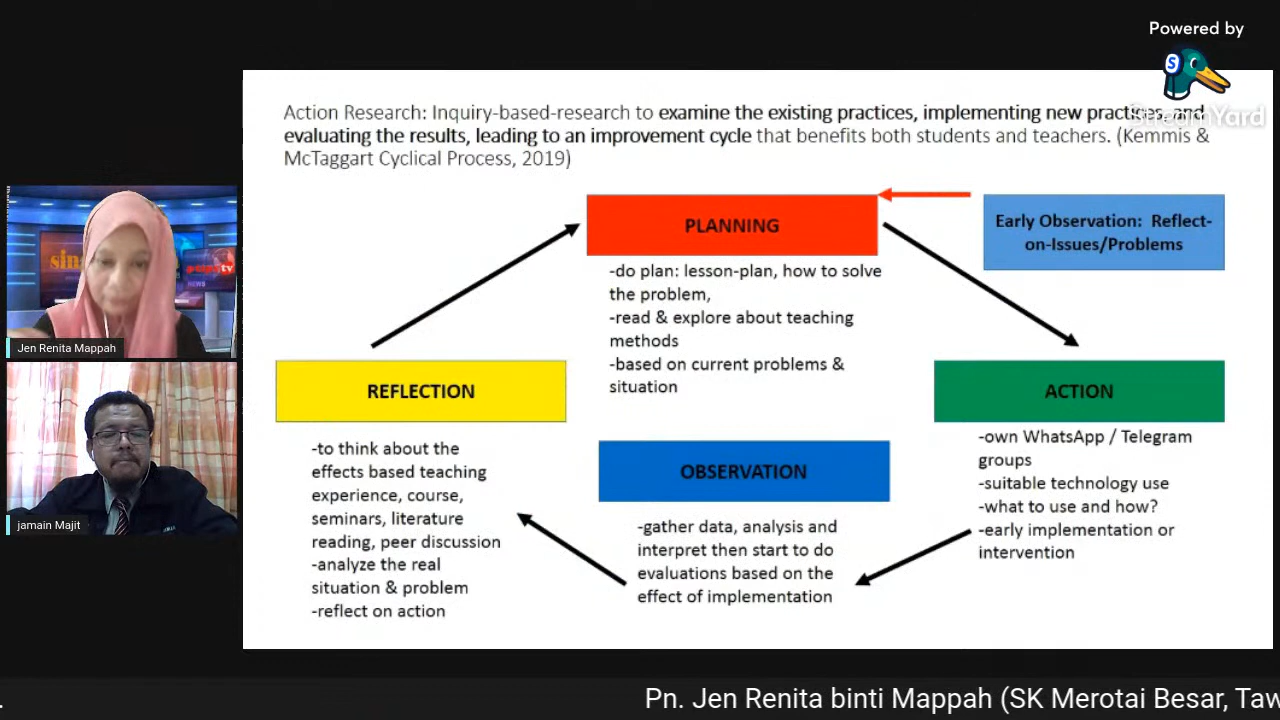 Powered by
StreamYard
Action Research: Inquiry-based-research to examine the existing practices, implementing new practices, and
evaluating the results, leading to an improvement cycle that benefits both students and teachers. (Kemmis &
McTaggart Cyclical Process, 2019)
PLANNING
Early Observation: Reflect-
on-Issues/Problems
-do plan: lesson-plan, how to solve
the problem,
-read & explore about teaching
methods
-based on current problems &
situation
REFLECTION
ACTION
-to think about the
effects based teaching
experience, course,
seminars, literature
reading, peer discussion
-analyze the real
situation & problem
-reflect on action
OBSERVATION
-gather data, analysis and
interpret then start to do
evaluations based on the
effect of implementation
-own WhatsApp / Telegram
groups
-suitable technology use
-what to use and how?
-early implementation or
intervention
NEWS
Jen Renita Mappah
jamain Majit
. Pn. Jen Renita binti Mappah (SK Merotai Besar, Taw